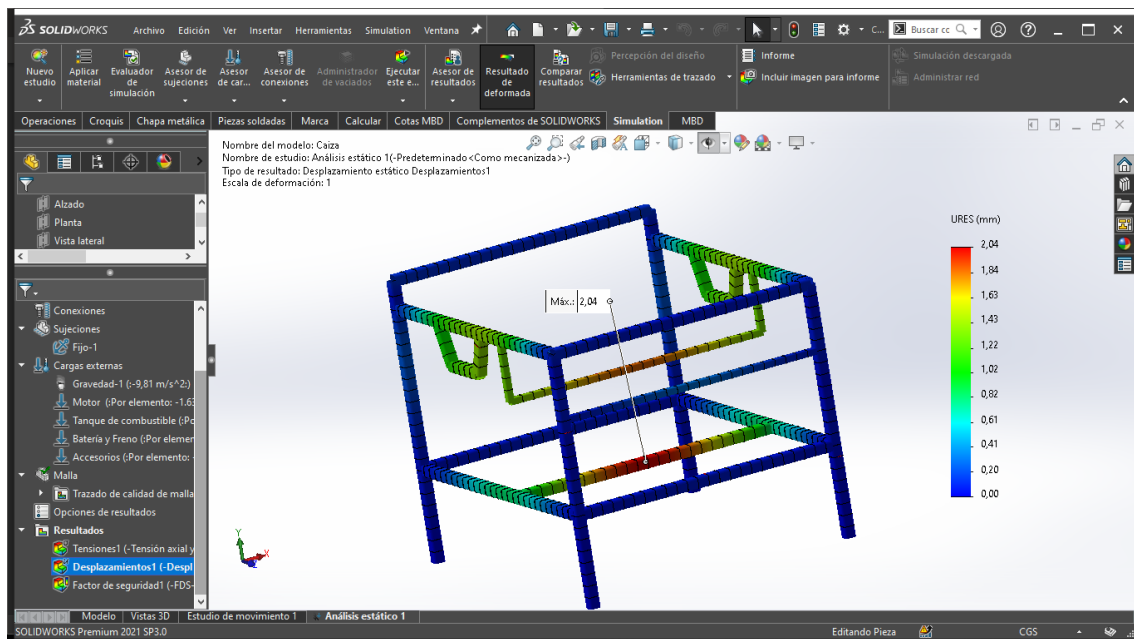 SOLIDWORKS Archivo Edición Ver Insertar Herramientas Simulation Ventana C... Buscar cc
Nuevo estudio
Aplicar material
Evaluador de simulación
Asesor de sujeciones
Asesor de car...
Asesor de conexiones
Administrador de vaciados
Ejecutar este e...
Asesor de resultados
Resultado de deformada
Comparar resultados
Percepción del diseño
Herramientas de trazado
Informe
Incluir imagen para informe
Simulación descargada
Administrar red
Operaciones Croquis Chapa metálica Piezas soldadas Marca Calcular Cotas MBD Complementos de SOLIDWORKS Simulation MBD
Nombre del modelo: Caiza
Nombre de estudio: Análisis estático 1(-Predeterminado<Como mecanizada>-)
Tipo de resultado: Desplazamiento estático Desplazamientos1
Escala de deformación: 1
Alzado
Planta
Vista lateral
Conexiones
Sujeciones
Fijo-1
Cargas externas
Gravedad-1 (:-9,81 m/s^2:)
Motor (:Por elemento: -1.63
Tanque de combustible (:Po
Batería y Freno (:Por elemer
Accesorios (:Por elemento: -
Malla
Trazado de calidad de malla
Opciones de resultados
Resultados
Tensiones1 (-Tensión axial y
Desplazamientos1 (-Despl
Factor de seguridad1 (-FDS-
Máx.: 2,04
URES (mm)
2,04
1,84
1,63
1,43
1,22
1,02
0,82
0,61
0,41
0,20
0,00
Y
X
Modelo Vistas 3D Estudio de movimiento 1 Análisis estático 1
SOLIDWORKS Premium 2021 SP3.0 Editando Pieza CGS